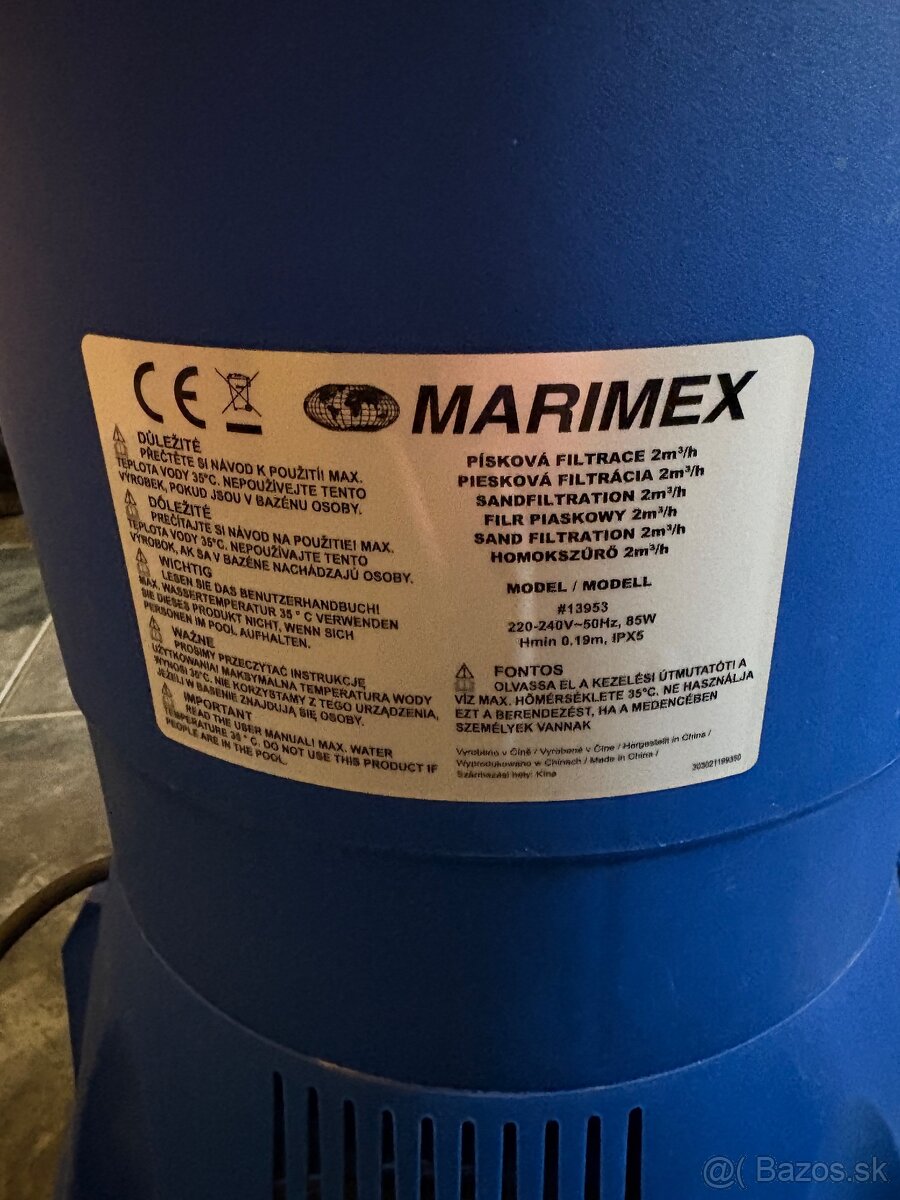 CE
MARIMEX
DŮLEŽITÉ
PŘEČTĚTE SI NÁVOD K POUŽITÍ! MAX.
TEPLOTA VODY 35°C. NEPOUŽÍVEJTE TENTO
VÝROBEK, POKUD JSOU V BAZÉNU OSOBY.
DÔLEŽITÉ
PREČÍTAJTE SI NÁVOD NA POUŽITIE! MAX.
TEPLOTA VODY 35°C. NEPOUŽÍVAJTE TENTO
VÝROBOK, AK SA V BAZÉNE NACHÁDZAJÚ OSOBY.
WICHTIG
LESEN SIE DAS BENUTZERHANDBUCH!
MAX. WASSERTEMPERATUR 35 ° C VERWENDEN
SIE DIESES PRODUKT NICHT, WENN SICH
PERSONEN IM POOL AUFHALTEN.
WAŻNE
PROSIMY PRZECZYTAĆ INSTRUKCJĘ
UŻYTKOWANIA! MAKSYMALNA TEMPERATURA WODY
WYNOSI 35°C. NIE KORZYSTAMY Z TEGO URZĄDZENIA,
JEŻELI W BASENIE ZNAJDUJĄ SIĘ OSOBY.
IMPORTANT
READ THE USER MANUAL! MAX. WATER
TEMPERATURE 35 ° C. DO NOT USE THIS PRODUCT IF
PEOPLE ARE IN THE POOL.
PÍSKOVÁ FILTRACE 2m³/h
PIESKOVÁ FILTRÁCIA 2m³/h
SANDFILTRATION 2m³/h
FILR PIASKOWY 2m³/h
SAND FILTRATION 2m³/h
HOMOKSZŰRŐ 2m³/h
MODEL / MODELL
#13953
220-240V~50Hz, 85W
Hmin 0.19m, IPX5
FONTOS
OLVASSA EL A KEZELÉSI ÚTMUTATÓT! A
VÍZ MAX. HŐMÉRSÉKLETE 35°C. NE HASZNÁLJA
EZT A BERENDEZÉST, HA A MEDENCÉBEN
SZEMÉLYEK VANNAK
Vyrobeno v Číně / Vyrobené v Číne / Hergestellt in China /
Wyprodukowano w Chinach / Made in China /
Származási hely: Kína
303021199350
@( Bazos.sk